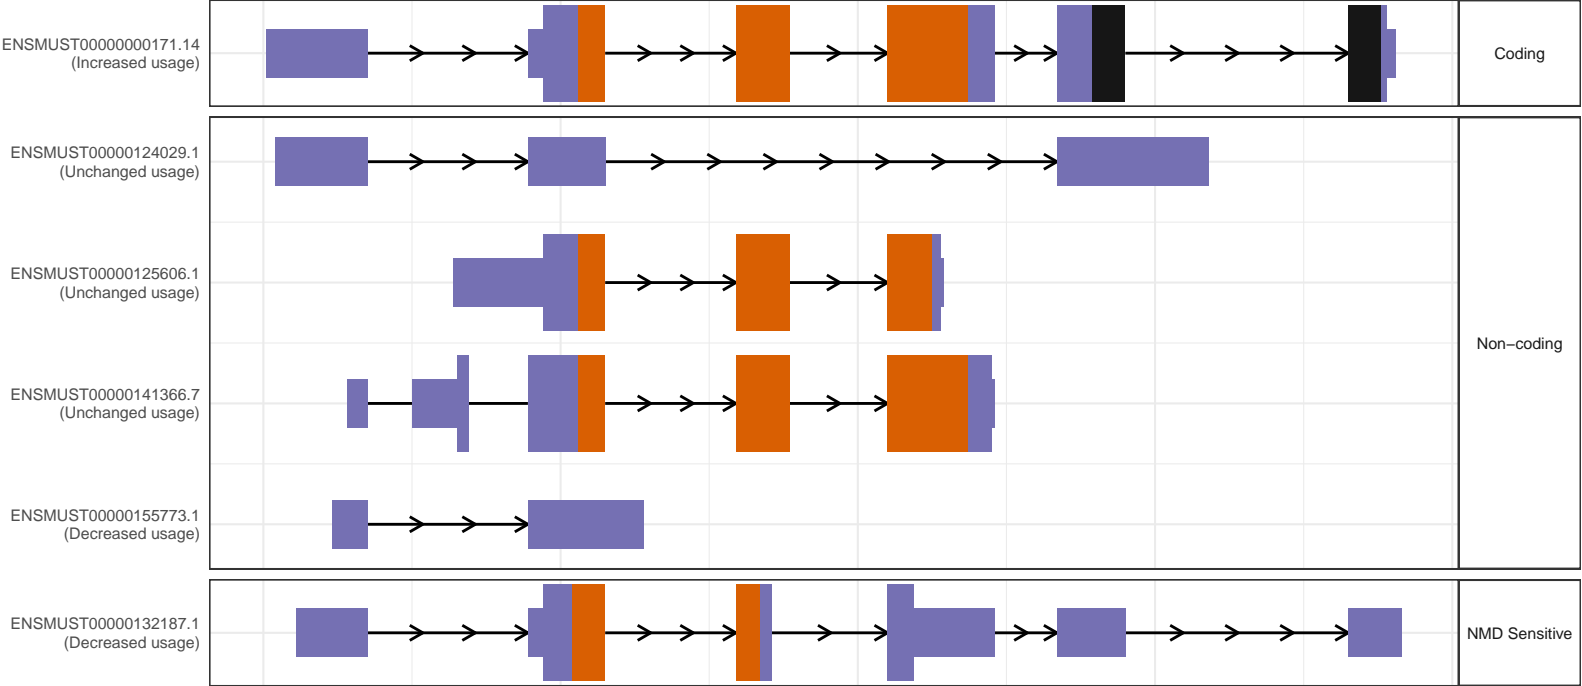 ENSMUST00000000171.14
(Increased usage)
Coding
ENSMUST00000124029.1
(Unchanged usage)
ENSMUST00000125606.1
(Unchanged usage)
Non−coding
ENSMUST00000141366.7
(Unchanged usage)
ENSMUST00000155773.1
(Decreased usage)
ENSMUST00000132187.1
(Decreased usage)
NMD Sensitive